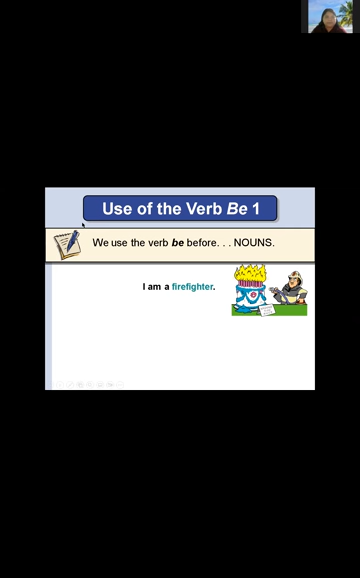 Use of the Verb Be 1
We use the verb be before. . . NOUNS.
I am a firefighter.